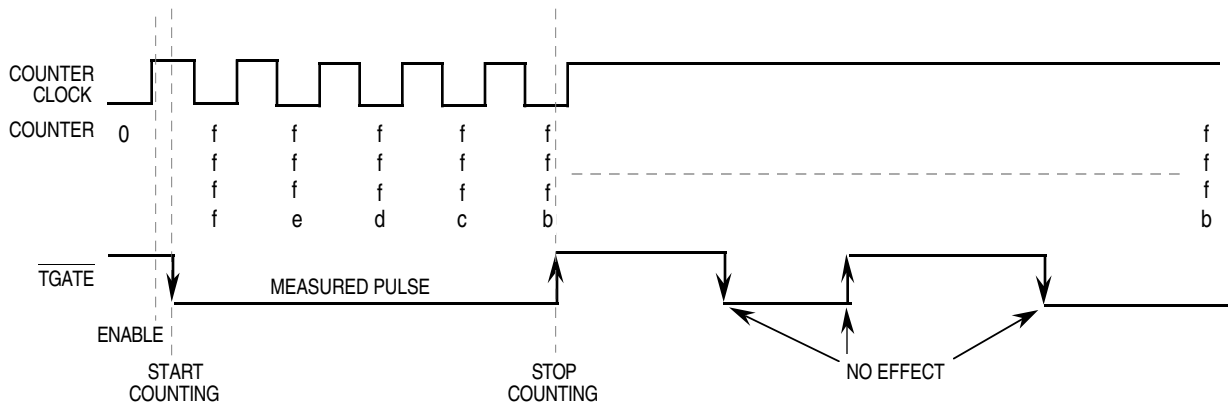 COUNTER
CLOCK
COUNTER 0 f f f f f f
f f f f f f
f f f f f f
f e d c b b
TGATE
MEASURED PULSE
ENABLE
START
COUNTING
STOP
COUNTING
NO EFFECT